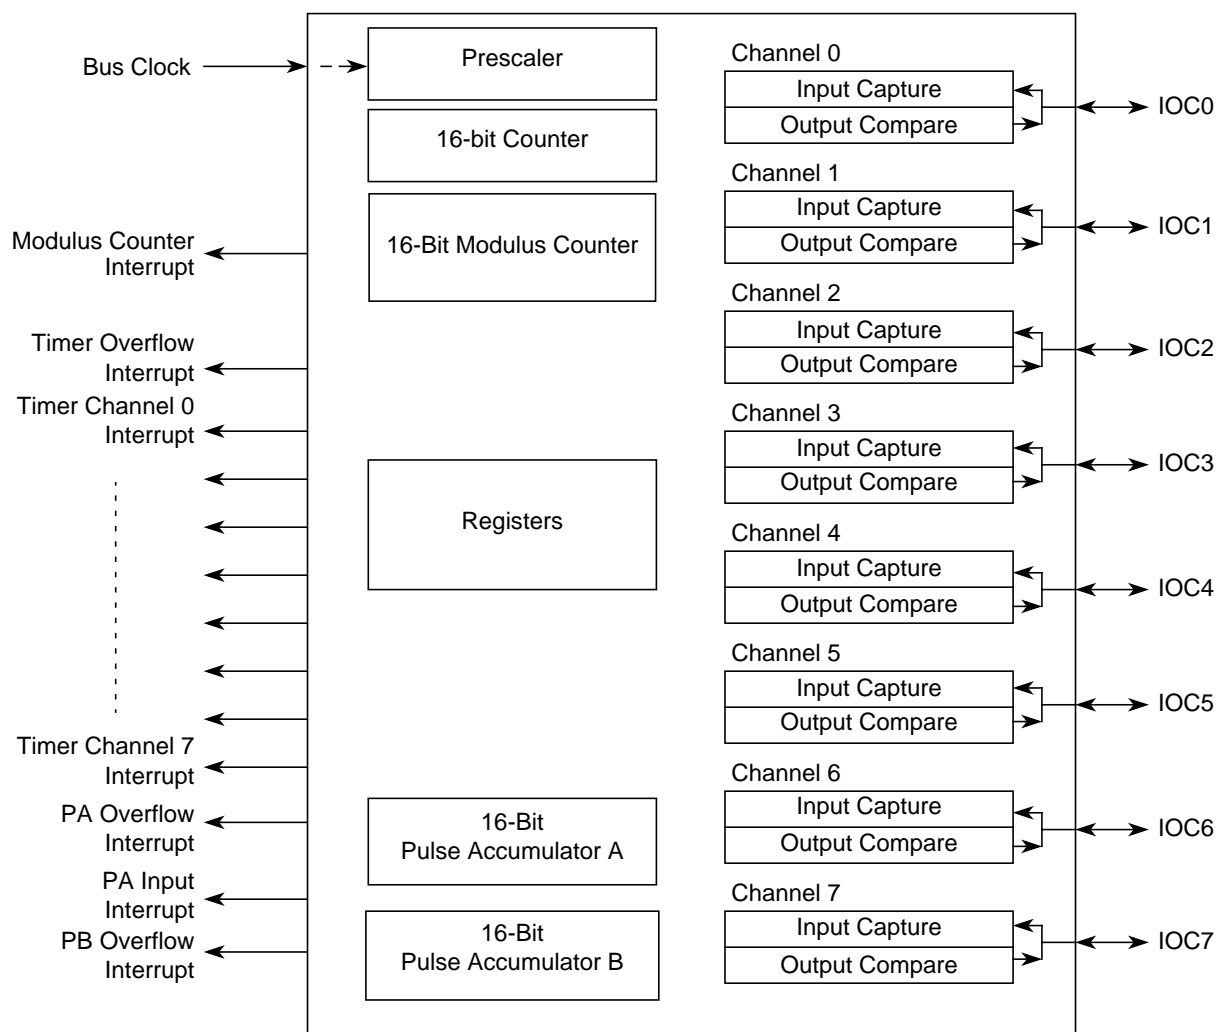 Bus Clock
Modulus Counter
Interrupt
Timer Overflow
Interrupt
Timer Channel 0
Interrupt
Timer Channel 7
Interrupt
PA Overflow
Interrupt
PA Input
Interrupt
PB Overflow
Interrupt
Prescaler
16-bit Counter
16-Bit Modulus Counter
Registers
16-Bit
Pulse Accumulator A
16-Bit
Pulse Accumulator B
Channel 0
Input Capture
Output Compare
IOC0
Channel 1
Input Capture
Output Compare
IOC1
Channel 2
Input Capture
Output Compare
IOC2
Channel 3
Input Capture
Output Compare
IOC3
Channel 4
Input Capture
Output Compare
IOC4
Channel 5
Input Capture
Output Compare
IOC5
Channel 6
Input Capture
Output Compare
IOC6
Channel 7
Input Capture
Output Compare
IOC7